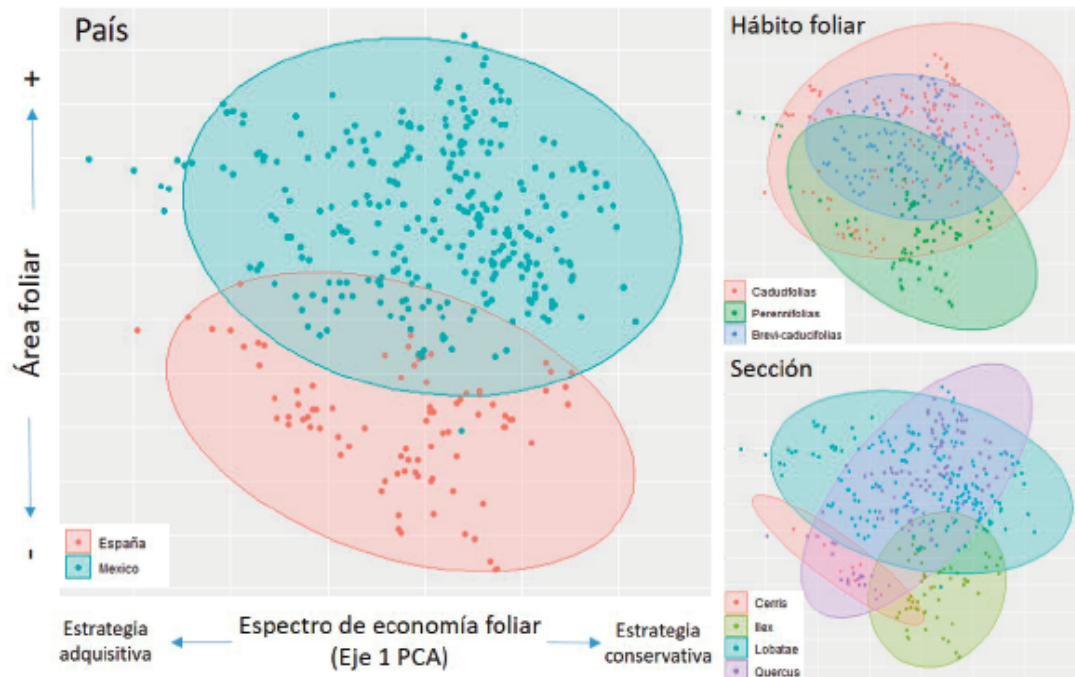 País
+
Área foliar
-
España
Mexico
Estrategia
adquisitiva
Espectro de economía foliar
(Eje 1 PCA)
Estrategia
conservativa
Hábito foliar
Caducifolias
Perennifolias
Brevi-caducifolias
Sección
Cerris
Ilex
Lobatae
Quercus